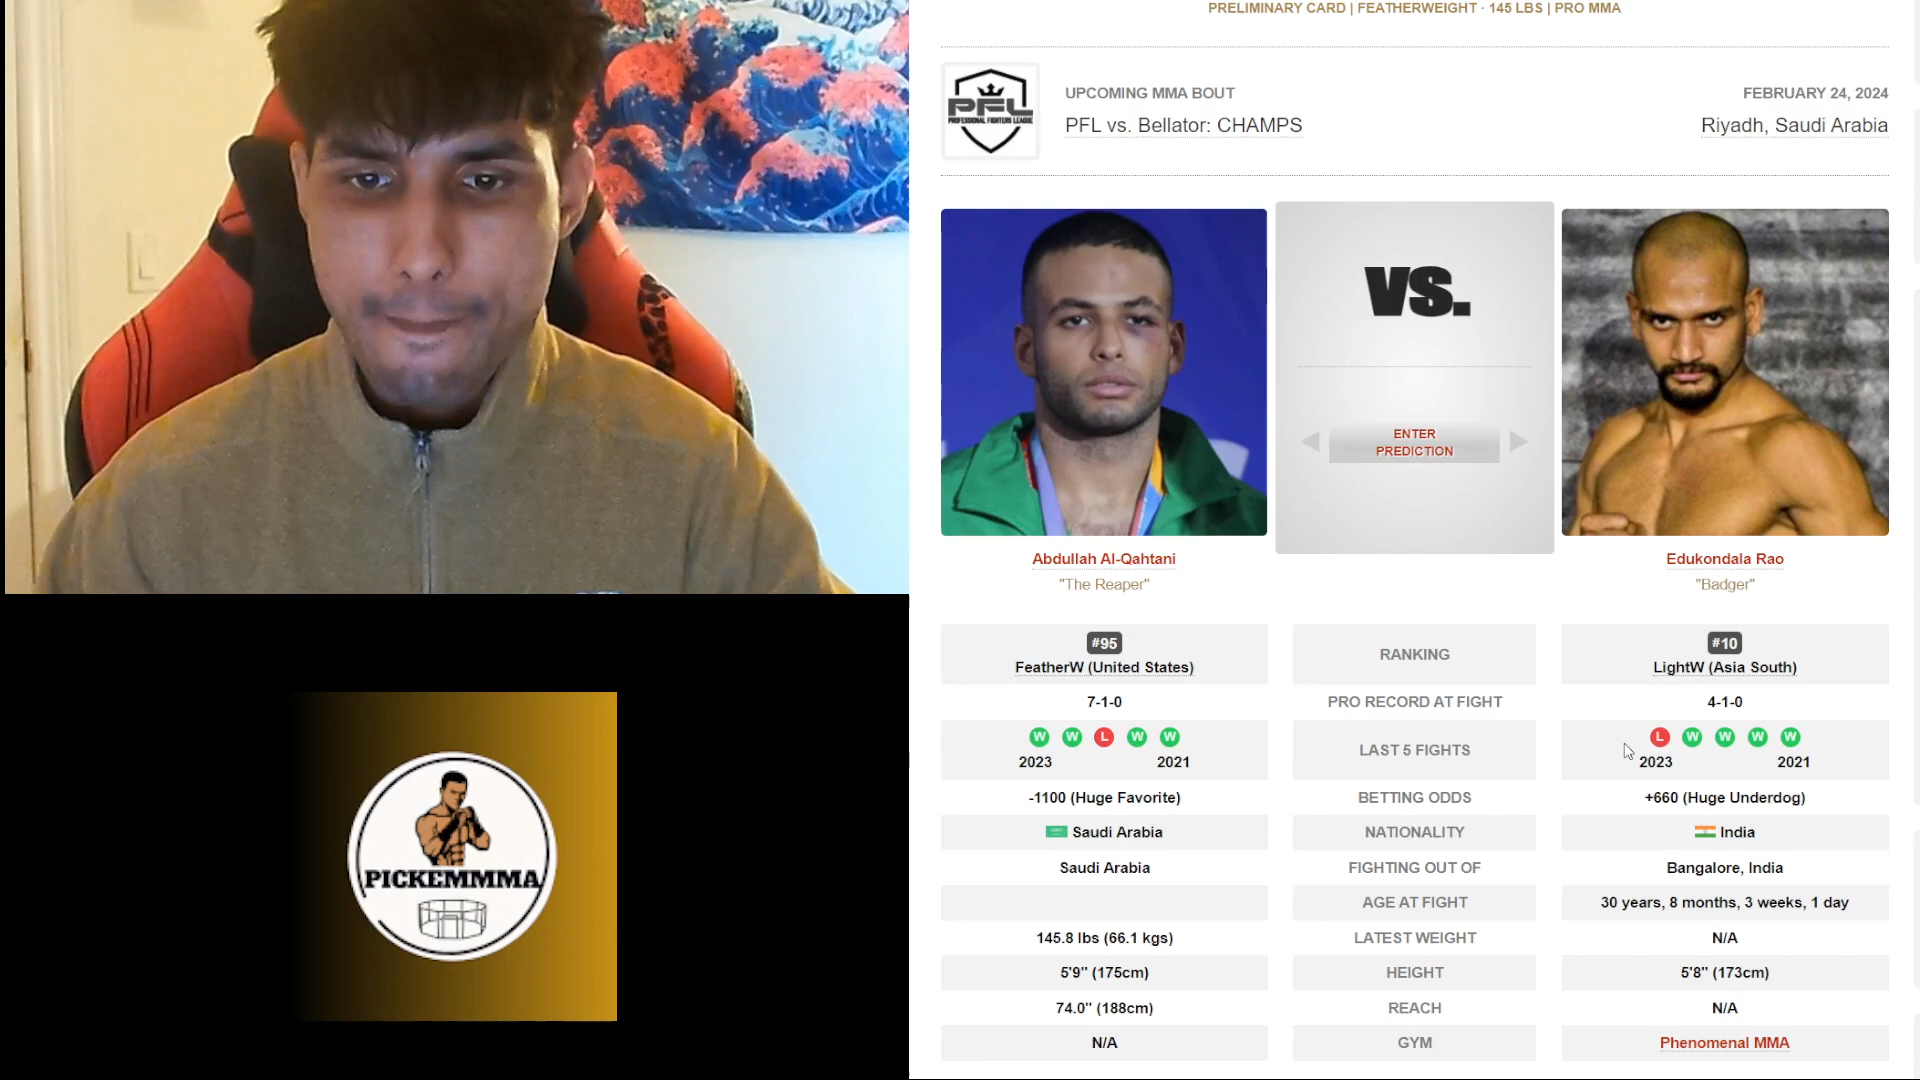 PRELIMINARY CARD | FEATHERWEIGHT · 145 LBS | PRO MMA
PFL
PROFESSIONAL FIGHTERS LEAGUE
UPCOMING MMA BOUT
FEBRUARY 24, 2024
PFL vs. Bellator: CHAMPS
Riyadh, Saudi Arabia
VS.
ENTER
PREDICTION
Abdullah Al-Qahtani
Edukondala Rao
"The Reaper"
"Badger"
#95
FeatherW (United States)
RANKING
#10
LightW (Asia South)
7-1-0
PRO RECORD AT FIGHT
4-1-0
W W L W W
2023 2021
LAST 5 FIGHTS
L W W W W
2023 2021
-1100 (Huge Favorite)
BETTING ODDS
+660 (Huge Underdog)
Saudi Arabia
NATIONALITY
India
Saudi Arabia
FIGHTING OUT OF
Bangalore, India
AGE AT FIGHT
30 years, 8 months, 3 weeks, 1 day
145.8 lbs (66.1 kgs)
LATEST WEIGHT
N/A
5'9" (175cm)
HEIGHT
5'8" (173cm)
74.0" (188cm)
REACH
N/A
N/A
GYM
Phenomenal MMA
PICKEMMMA